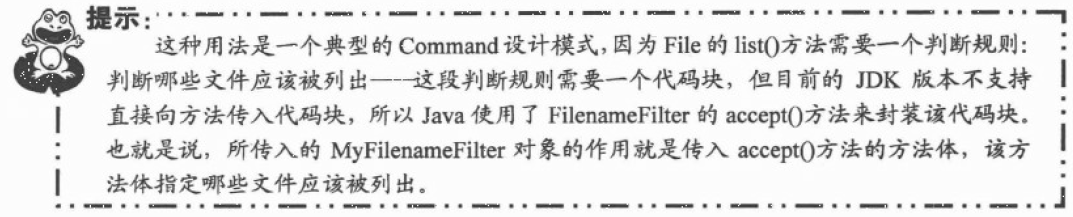 提示:
这种用法是一个典型的 Command 设计模式,因为 File 的 list()方法需要一个判断规则:
判断哪些文件应该被列出——这段判断规则需要一个代码块，但目前的 JDK 版本不支持
直接向方法传入代码块，所以 Java 使用了 FilenameFilter 的 accept()方法来封装该代码块。
也就是说，所传入的 MyFilenameFilter 对象的作用就是传入 accept()方法的方法体，该方
法体指定哪些文件应该被列出。